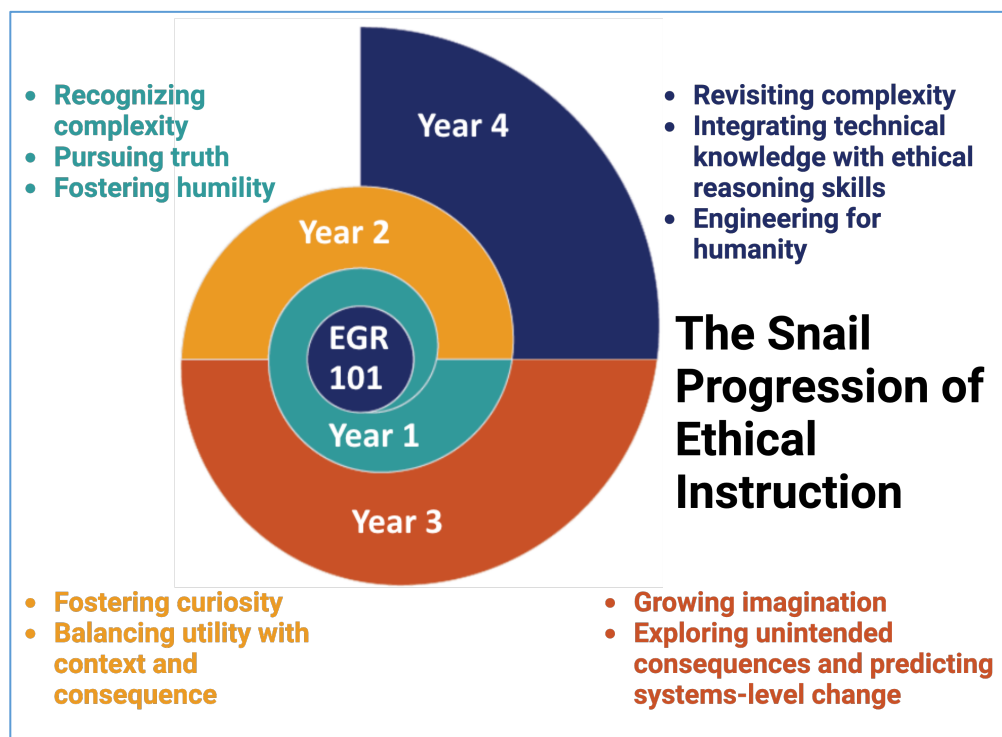 • Recognizing
complexity
• Pursuing truth
• Fostering humility
Year 4
• Revisiting complexity
• Integrating technical
knowledge with ethical
reasoning skills
• Engineering for
humanity
Year 2
EGR
101
Year 1
Year 3
The Snail
Progression of
Ethical
Instruction
• Fostering curiosity
• Balancing utility with
context and
consequence
• Growing imagination
• Exploring unintended
consequences and predicting
systems-level change